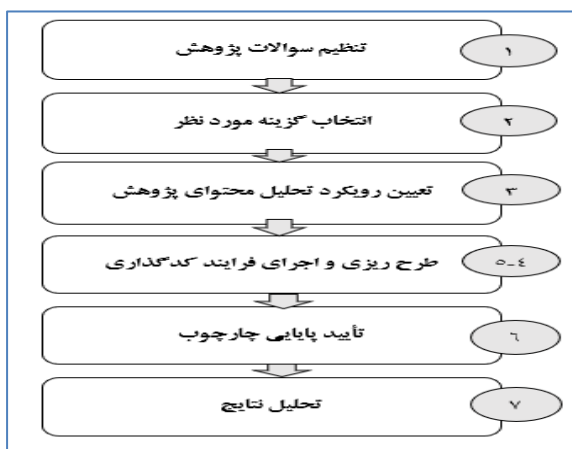 تنظیم سوالات پژوهش ۱
انتخاب گزینه مورد نظر ۲
تعیین رویکرد تحلیل محتوای پژوهش ۳
طرح ریزی و اجرای فرایند کدگذاری ٤-٥
تأیید پایایی چارچوب ٦
تحلیل نتایج ۷